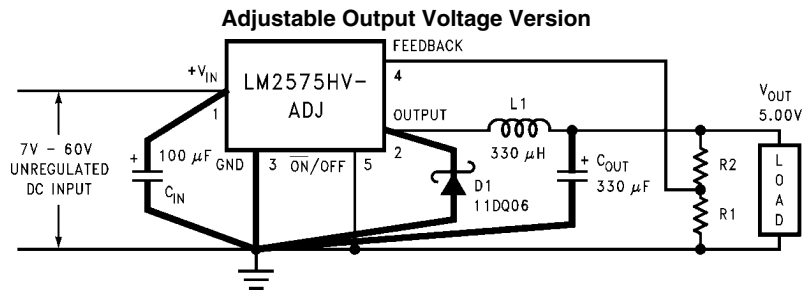 Adjustable Output Voltage Version
FEEDBACK
+VIN
LM2575HV-
ADJ
4
1
OUTPUT
L1
VOUT
5.00V
7V – 60V
UNREGULATED
DC INPUT
+
100 µF
CIN
GND
3
ON/OFF
5
2
330 µH
D1
11DQ06
+
COUT
330 µF
R2
R1
LOAD